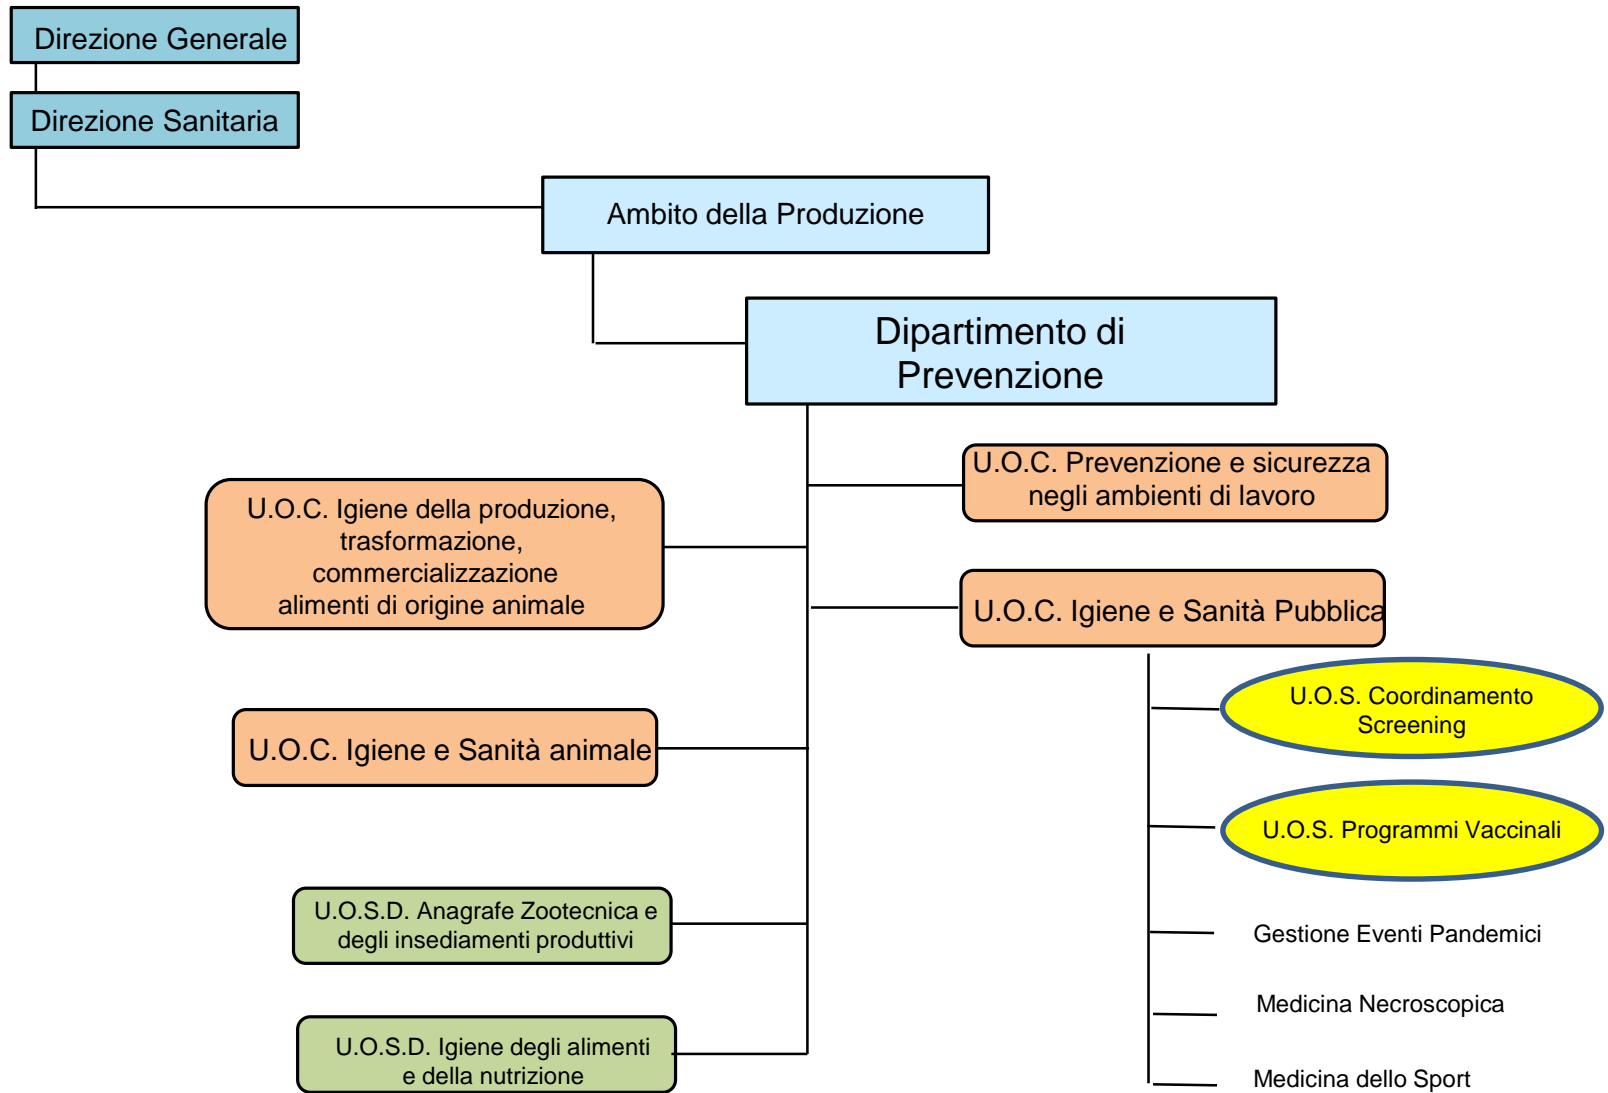 Direzione Generale
Direzione Sanitaria
Ambito della Produzione
Dipartimento di
Prevenzione
U.O.C. Prevenzione e sicurezza
negli ambienti di lavoro
U.O.C. Igiene della produzione,
trasformazione,
commercializzazione
alimenti di origine animale
U.O.C. Igiene e Sanità Pubblica
U.O.S. Coordinamento
Screening
U.O.C. Igiene e Sanità animale
U.O.S. Programmi Vaccinali
U.O.S.D. Anagrafe Zootecnica e
degli insediamenti produttivi
Gestione Eventi Pandemici
Medicina Necroscopica
U.O.S.D. Igiene degli alimenti
e della nutrizione
Medicina dello Sport